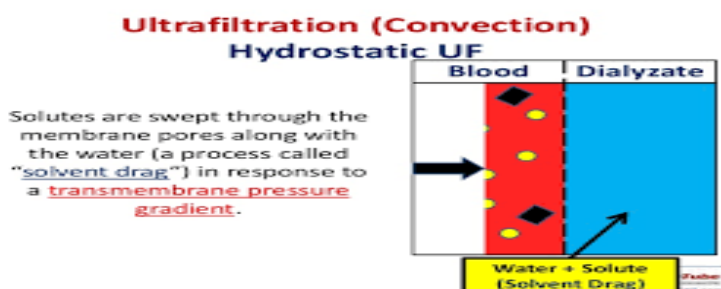 Ultrafiltration (Convection)
Hydrostatic UF
Blood
Dialyzate
Solutes are swept through the
membrane pores along with
the water (a process called
“solvent drag”) in response to
a transmembrane pressure
gradient.
Water + Solute
(Solvent Drag)
Tube